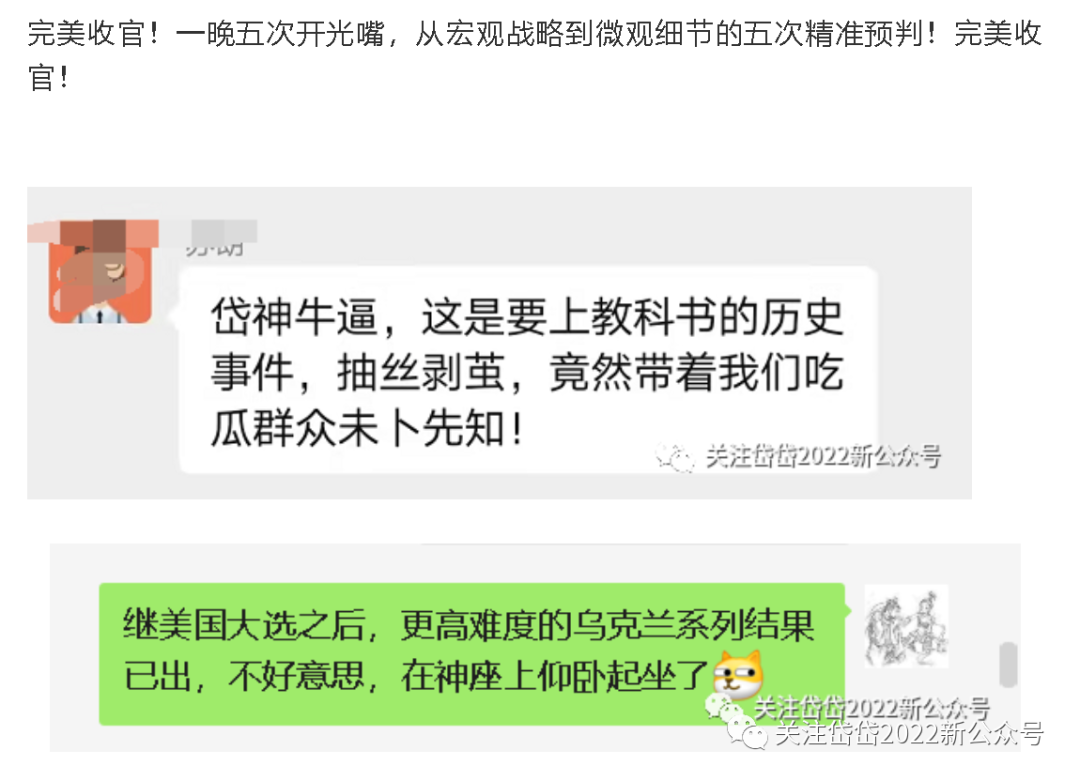 完美收官！一晚五次开光嘴，从宏观战略到微观细节的五次精准预判！完美收
官！
岱神牛逼，这是要上教科书的历史
事件，抽丝剥茧，竟然带着我们吃
瓜群众未卜先知！
关注岱岱2022新公众号
继美国大选之后，更高难度的乌克兰系列结果
已出，不好意思，在神座上仰卧起坐了
关注岱岱2022新公众号
关注岱岱2022新公众号